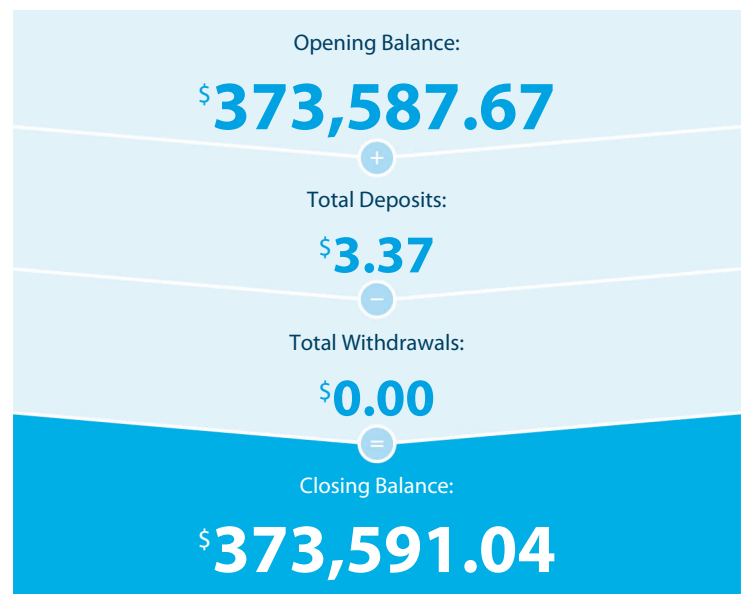 Opening Balance:
$373,587.67
+
Total Deposits:
$3.37
−
Total Withdrawals:
$0.00
=
Closing Balance:
$373,591.04